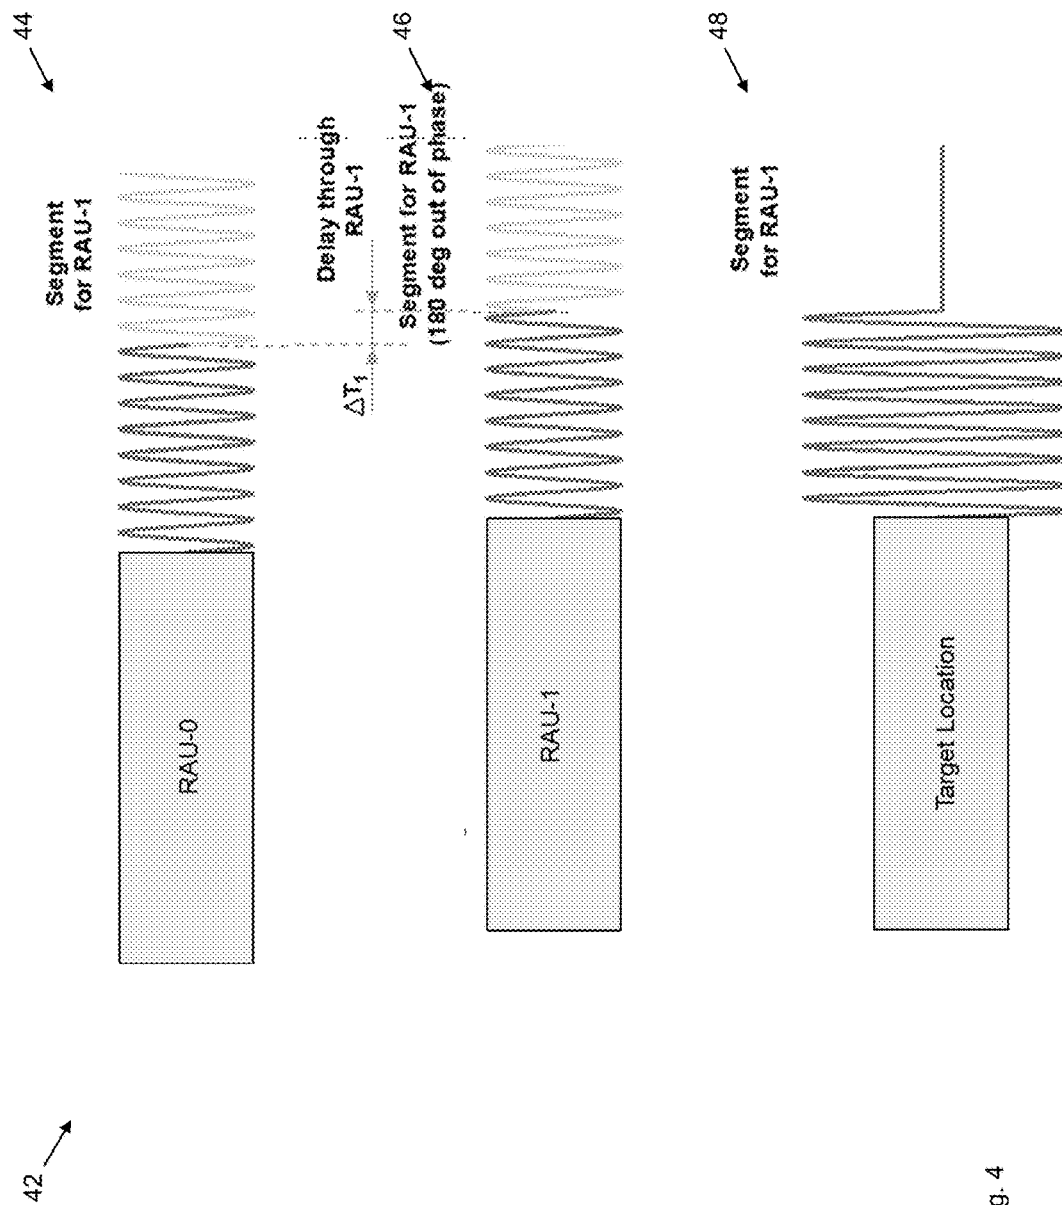 42
44
Segment
for RAU-1
RAU-0
Delay through
RAU-1
ΔT₁
46
Segment for RAU-1
(180 deg out of phase)
RAU-1
48
Segment
for RAU-1
Target Location
g. 4